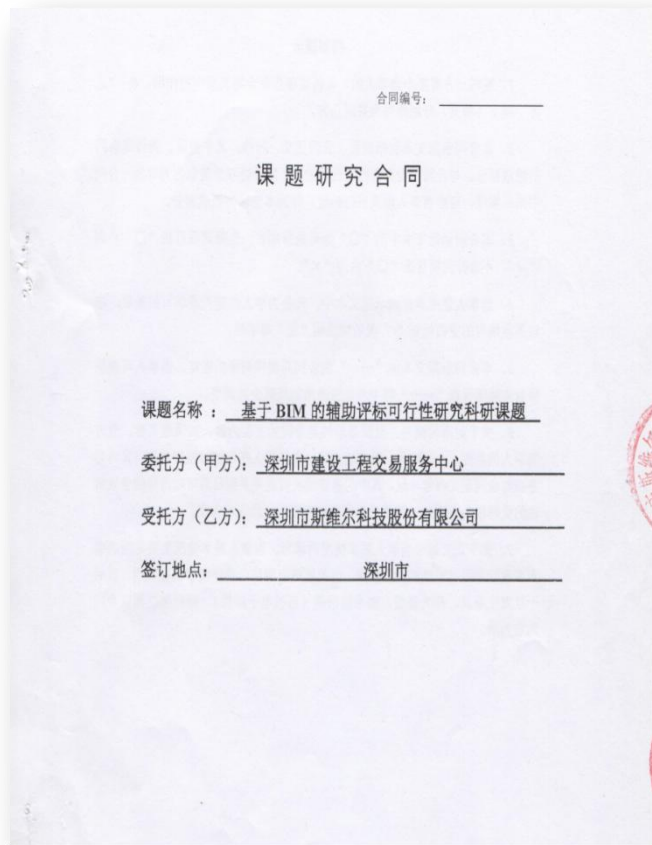 合同编号：
课题研究合同
课题名称 ： 基于 BIM 的辅助评标可行性研究科研课题
委托方（甲方）： 深圳市建设工程交易服务中心
受托方（乙方）： 深圳市斯维尔科技股份有限公司
签订地点： 深圳市